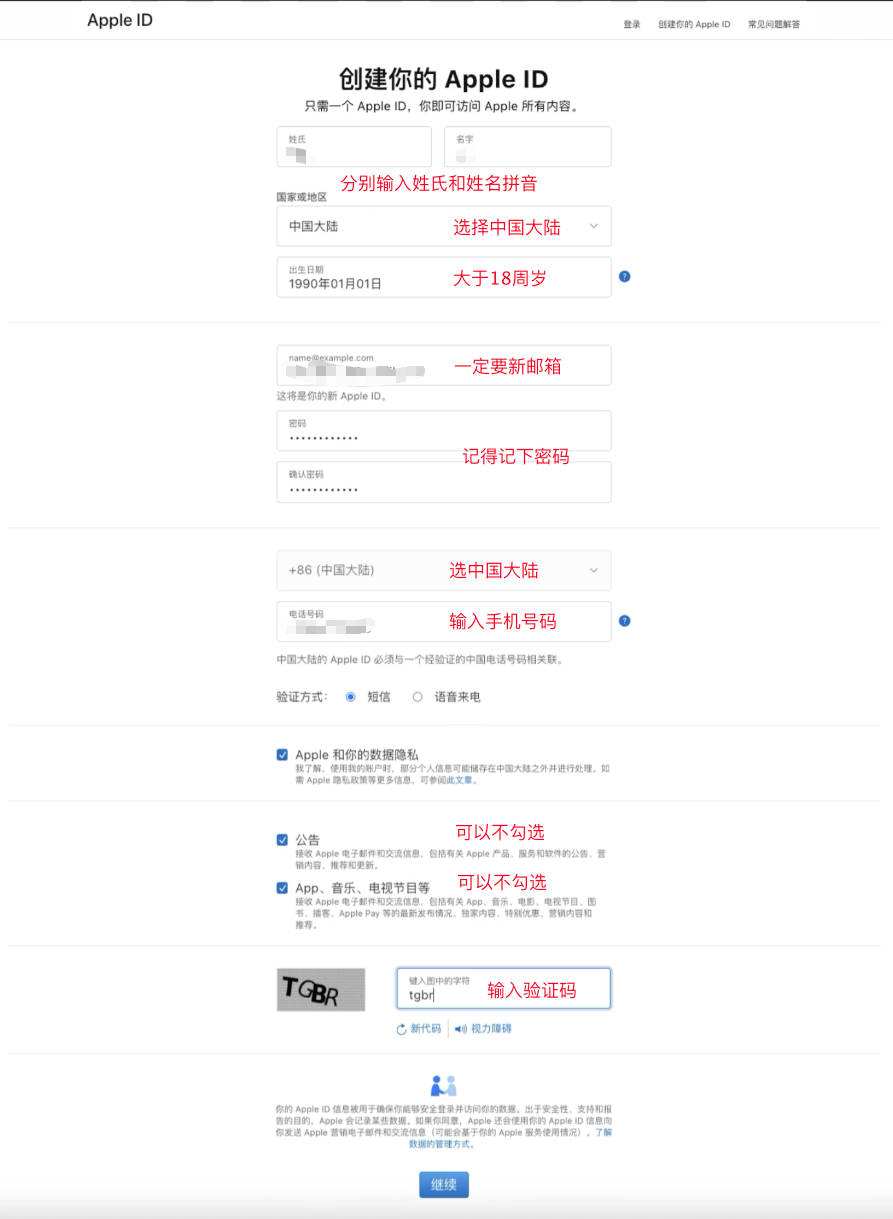 Apple ID
登录 创建你的 Apple ID 常见问题解答
创建你的 Apple ID
只需一个 Apple ID，你即可访问 Apple 所有内容。
姓氏 名字
分别输入姓氏和姓名拼音
国家或地区
中国大陆 选择中国大陆
出生日期
1990年01月01日 大于18周岁
?
name@example.com
一定要新邮箱
这将是你的新 Apple ID。
密码
••••••••••••
记得记下密码
确认密码
••••••••••••
+86 (中国大陆) 选中国大陆
电话号码
输入手机号码
?
中国大陆的 Apple ID 必须与一个经验证的中国电话号码相关联。
验证方式： 短信 语音来电
Apple 和你的数据隐私
我了解，使用我的账户时，部分个人信息可能储存在中国大陆之外并进行处理。如
需 Apple 隐私政策等更多信息，可参阅此文章。
可以不勾选
公告
接收 Apple 电子邮件和交流信息，包括有关 Apple 产品、服务和软件的公告、营
销内容、推荐和更新。
App、音乐、电视节目等 可以不勾选
接收 Apple 电子邮件和交流信息，包括有关 App、音乐、电影、电视节目、图
书、播客、Apple Pay 等的最新发布情况、独家内容、特别优惠、营销内容和
推荐。
TGBR
键入图中的字符
tgbr 输入验证码
新代码 视力障碍
你的 Apple ID 信息被用于确保你能够安全登录并访问你的数据。出于安全性、支持和报
告的目的，Apple 会记录某些数据。如果你同意，Apple 还会使用你的 Apple ID 信息向
你发送 Apple 营销电子邮件和交流信息（可能会基于你的 Apple 服务使用情况）。了解
数据的管理方式。
继续